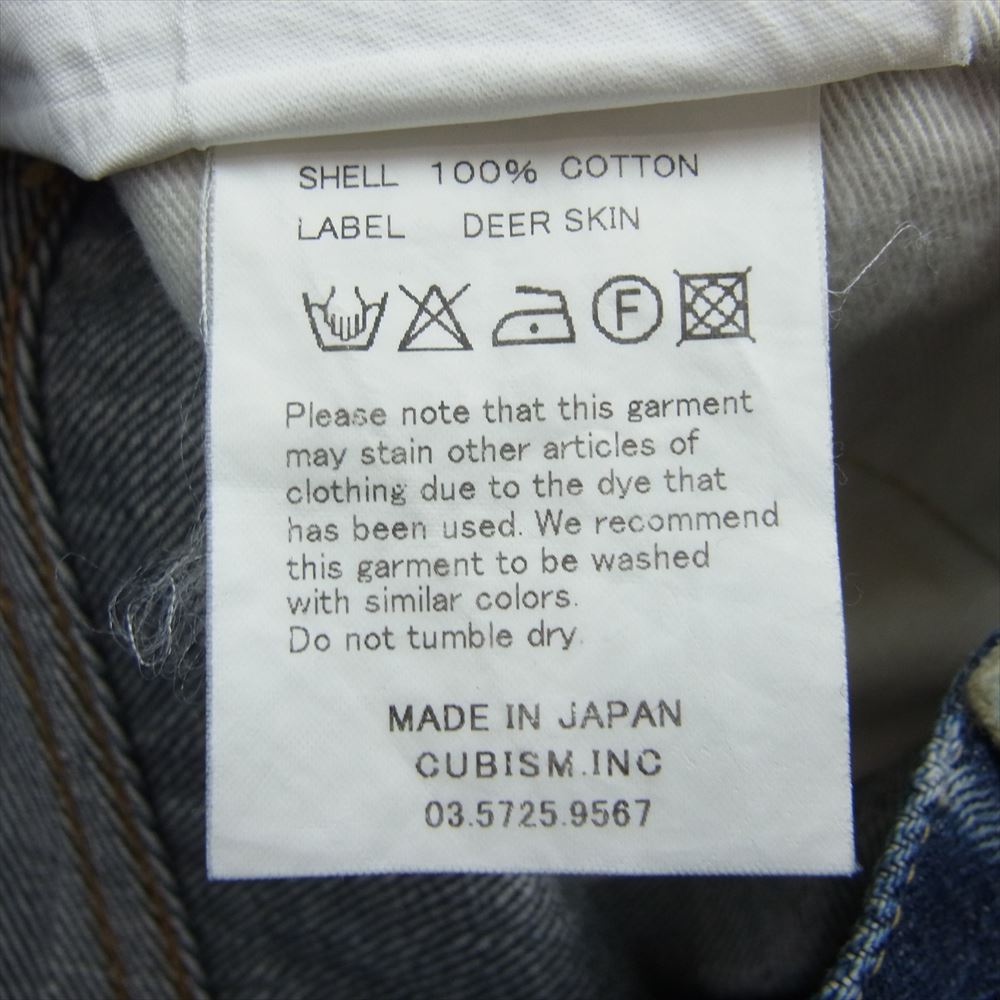 SHELL 100% COTTON
LABEL DEER SKIN
F
Please note that this garment
may stain other articles of
clothing due to the dye that
has been used. We recommend
this garment to be washed
with similar colors.
Do not tumble dry.
MADE IN JAPAN
CUBISM.INC
03.5725.9567